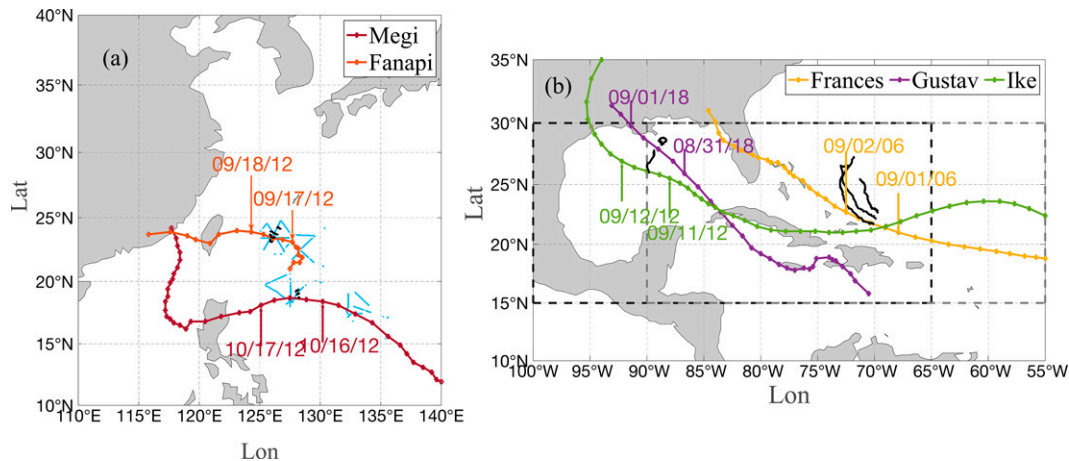 40°N
(a)
Megi
Fanapi
35°N
30°N
Lat
09/18/12
09/17/12
25°N
20°N
15°N
10/17/12
10/16/12
10°N
110°E
115°E
120°E
125°E
130°E
135°E
140°E
Lon
35°N
(b)
Frances
Gustav
Ike
09/01/18
30°N
08/31/18
09/02/06
25°N
09/01/06
Lat
09/12/12
09/11/12
20°N
15°N
10°N
100°W
95°W
90°W
85°W
80°W
75°W
70°W
65°W
60°W
55°W
Lon